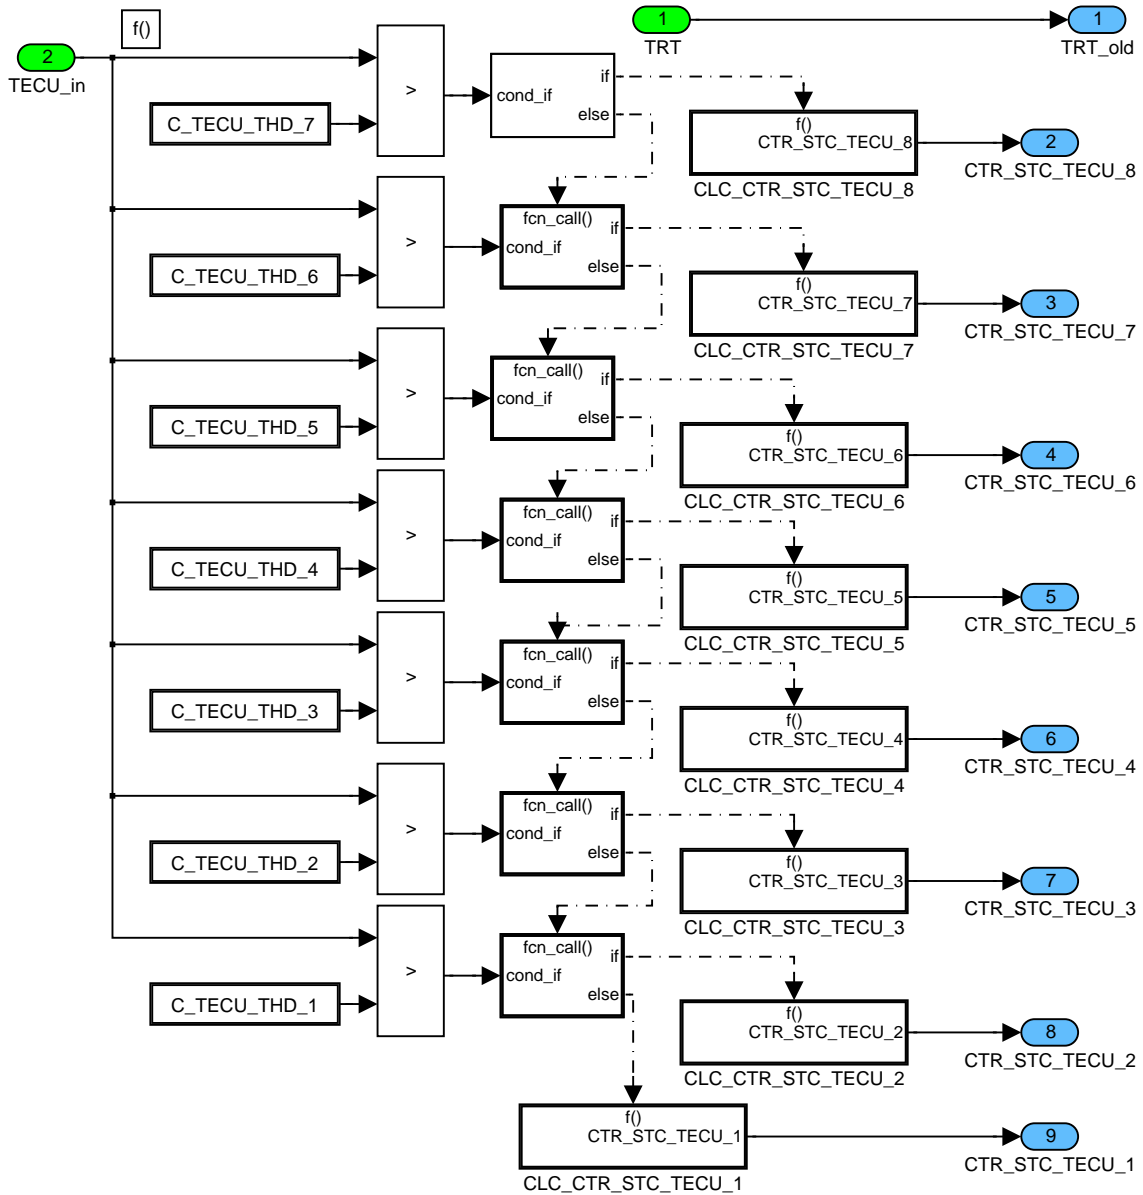 f()
1
TRT
1
TRT_old
2
TECU_in
C_TECU_THD_7
>
cond_if
if
else
f()
CTR_STC_TECU_8
CLC_CTR_STC_TECU_8
2
CTR_STC_TECU_8
C_TECU_THD_6
>
fcn_call()
cond_if
if
else
f()
CTR_STC_TECU_7
CLC_CTR_STC_TECU_7
3
CTR_STC_TECU_7
C_TECU_THD_5
>
fcn_call()
cond_if
if
else
f()
CTR_STC_TECU_6
CLC_CTR_STC_TECU_6
4
CTR_STC_TECU_6
C_TECU_THD_4
>
fcn_call()
cond_if
if
else
f()
CTR_STC_TECU_5
CLC_CTR_STC_TECU_5
5
CTR_STC_TECU_5
C_TECU_THD_3
>
fcn_call()
cond_if
if
else
f()
CTR_STC_TECU_4
CLC_CTR_STC_TECU_4
6
CTR_STC_TECU_4
C_TECU_THD_2
>
fcn_call()
cond_if
if
else
f()
CTR_STC_TECU_3
CLC_CTR_STC_TECU_3
7
CTR_STC_TECU_3
C_TECU_THD_1
>
fcn_call()
cond_if
if
else
f()
CTR_STC_TECU_2
CLC_CTR_STC_TECU_2
8
CTR_STC_TECU_2
f()
CTR_STC_TECU_1
CLC_CTR_STC_TECU_1
9
CTR_STC_TECU_1